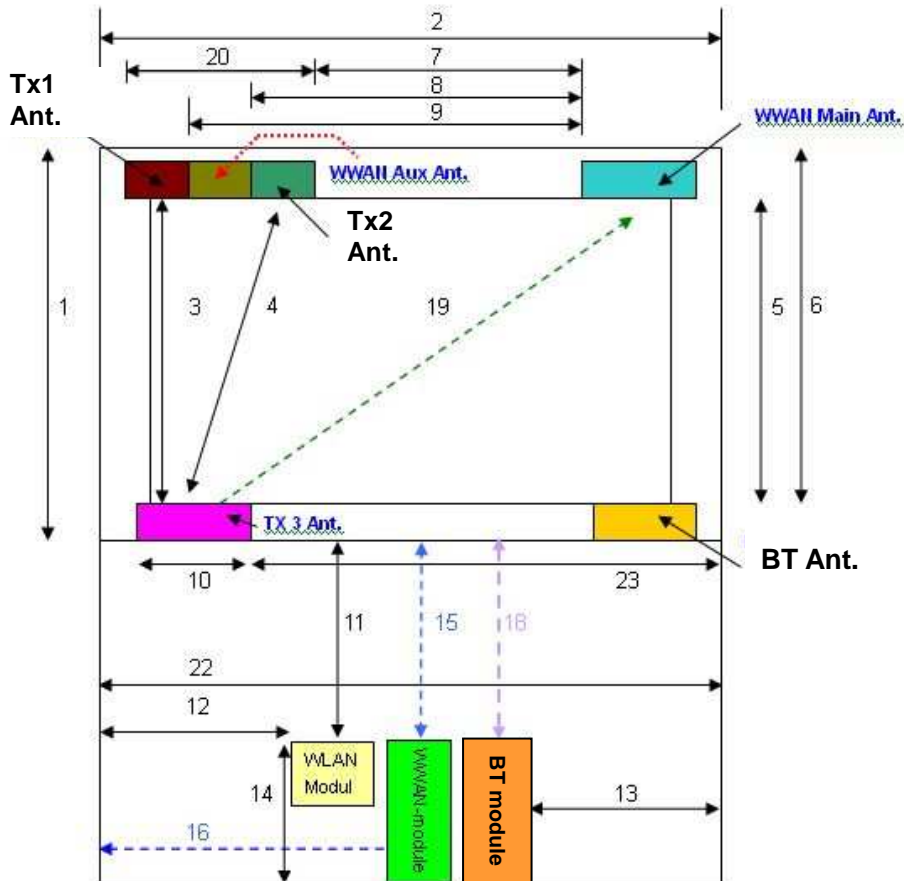 2
20
7
8
9
Tx1
Ant.
WWAN Main Ant.
WWAN Aux Ant.
Tx2
Ant.
1
3
4
19
5
6
TX 3 Ant.
BT Ant.
10
23
11
15
18
22
12
WLAN
Modul
WWAN-module
BT module
14
13
16